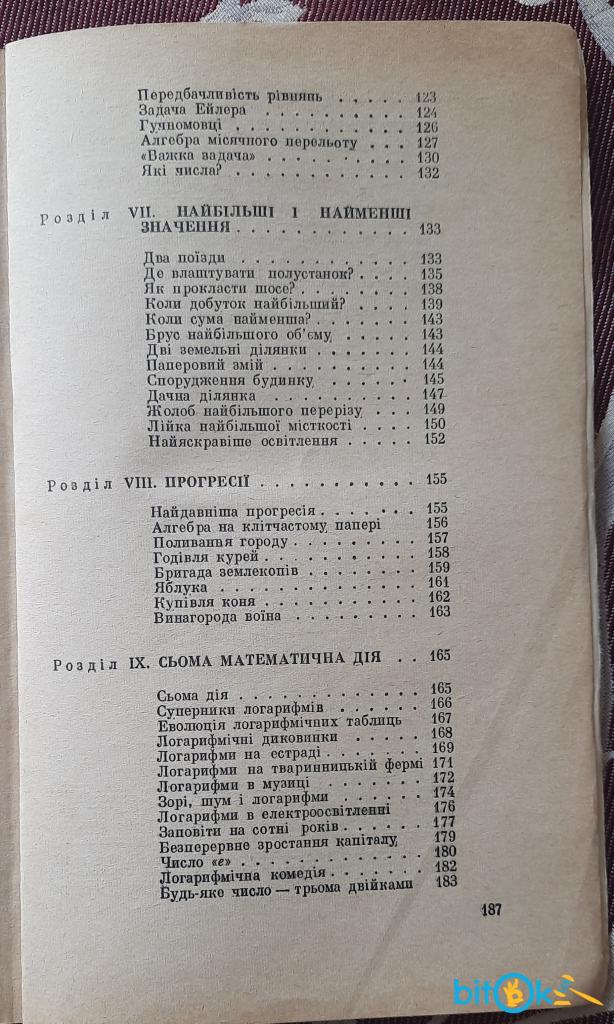 Передбачливість рівнянь . . . . . 123
Задача Ейлера . . . . . . . . . 124
Гучномовці . . . . . . . . . . . 126
Алгебра місячного перельоту . . . 127
«Важка задача» . . . . . . . . . 130
Які числа? . . . . . . . . . . . 132
Розділ VII. НАЙБІЛЬШІ І НАЙМЕНШІ
ЗНАЧЕННЯ . . . . . . . . . . . . 133
Два поїзди . . . . . . . . . . . 133
Де влаштувати полустанок? . . . . 135
Як прокласти шосе? . . . . . . . . 138
Коли добуток найбільший? . . . . 139
Коли сума найменша? . . . . . . . 143
Брус найбільшого об'єму . . . . . 143
Дві земельні ділянки . . . . . . . 144
Паперовий змій . . . . . . . . . 144
Спорудження будинку . . . . . . 145
Дачна ділянка . . . . . . . . . . 147
Жолоб найбільшого перерізу . . . 149
Лійка найбільшої місткості . . . . 150
Найяскравіше освітлення . . . . . 152
Розділ VIII. ПРОГРЕСІЇ . . . . . . . . . . . 155
Найдавніша прогресія . . . . . . . 155
Алгебра на клітчастому папері 156
Поливання городу . . . . . . . . . 157
Годівля курей . . . . . . . . . . . 158
Бригада землекопів . . . . . . . . 159
Яблука . . . . . . . . . . . . . . 161
Купівля коня . . . . . . . . . . . 162
Винагорода воїна . . . . . . . . . 163
Розділ IX. СЬОМА МАТЕМАТИЧНА ДІЯ . . 165
Сьома дія . . . . . . . . . . . . . 165
Суперники логарифмів . . . . . . 166
Еволюція логарифмічних таблиць 167
Логарифмічні диковинки . . . . . 168
Логарифми на естраді . . . . . . . 169
Логарифми на тваринницькій фермі 171
Логарифми в музиці . . . . . . . 172
Зорі, шум і логарифми . . . . . . 174
Логарифми в електроосвітленні 176
Заповіти на сотні років . . . . . . 177
Безперервне зростання капіталу 179
Число «е» . . . . . . . . . . . . . 180
Логарифмічна комедія . . . . . . . 182
Будь-яке число — трьома двійками 183
187
bitok